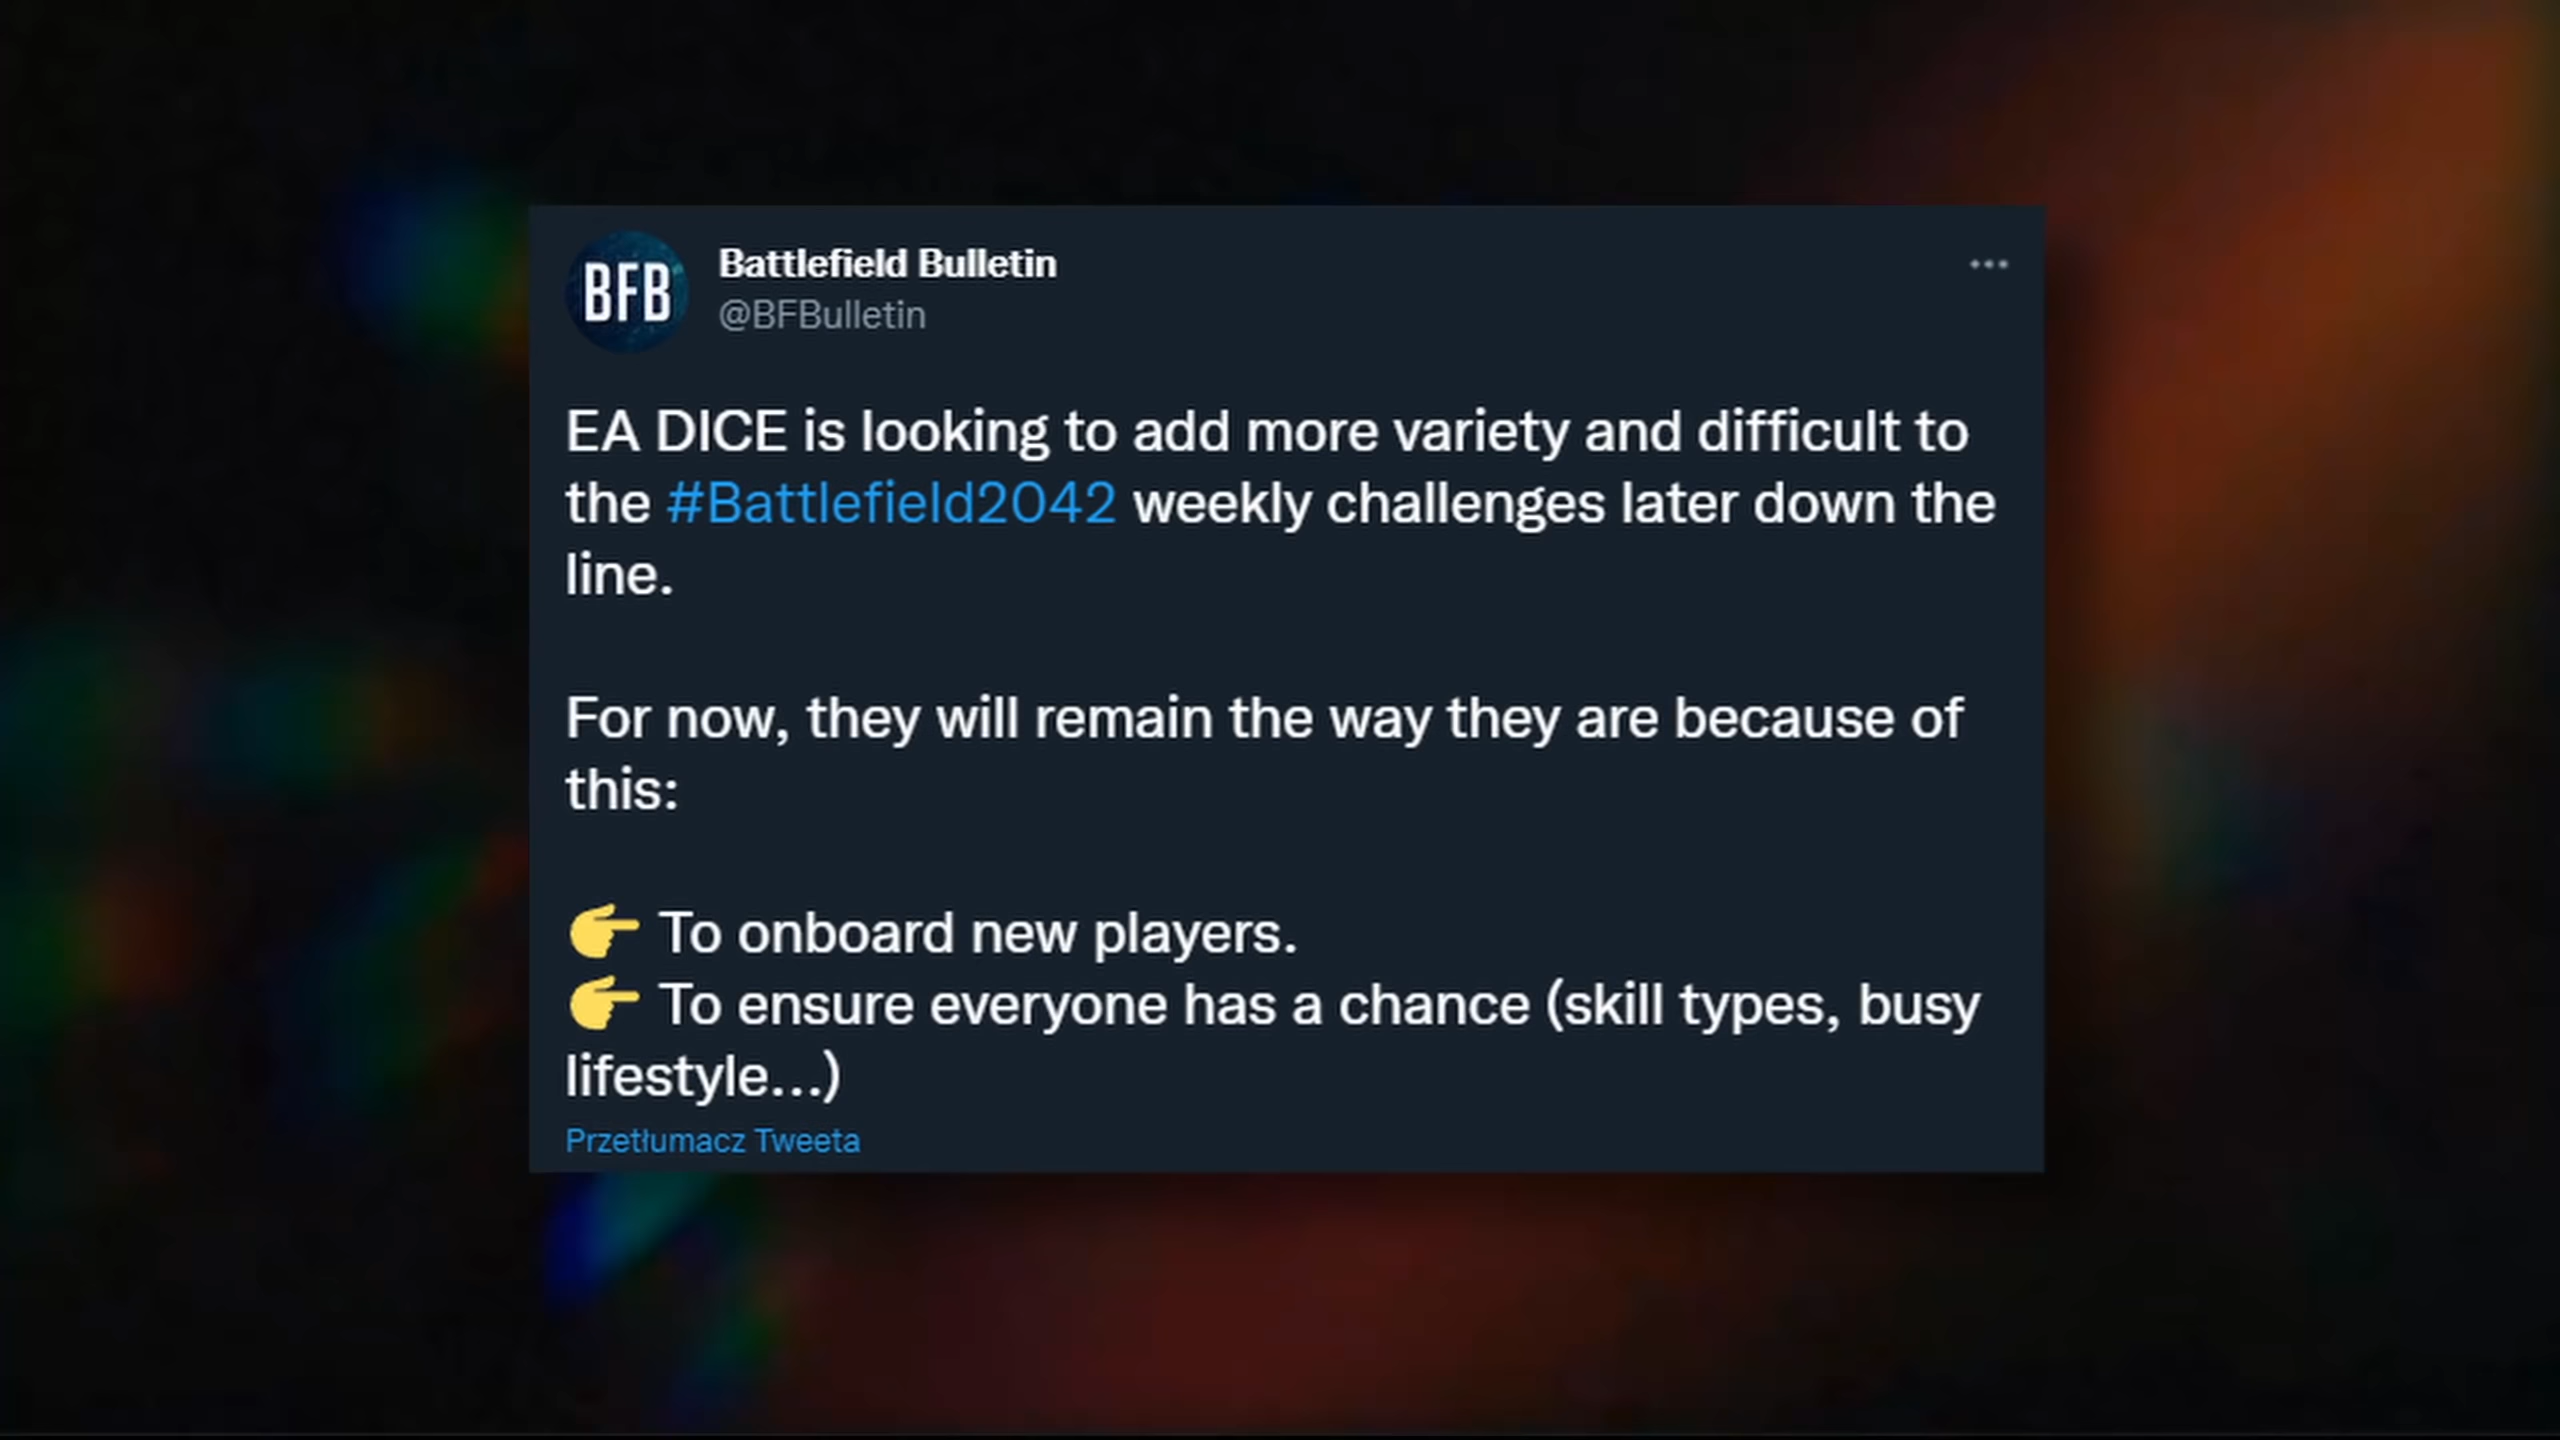 BFB
Battlefield Bulletin
@BFBulletin
EA DICE is looking to add more variety and difficult to
the #Battlefield2042 weekly challenges later down the
line.
For now, they will remain the way they are because of
this:
👉 To onboard new players.
👉 To ensure everyone has a chance (skill types, busy
lifestyle...)
Przetłumacz Tweeta